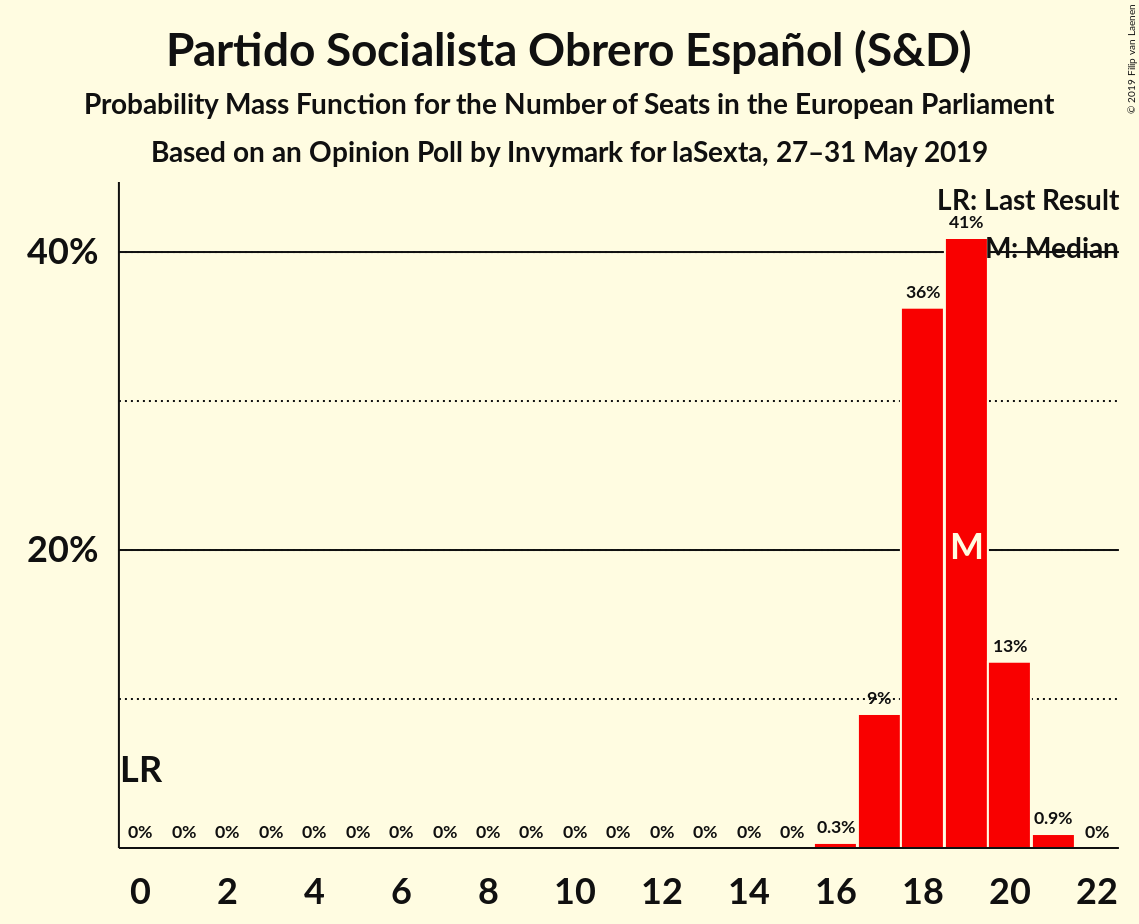 Partido Socialista Obrero Español (S&D)
Probability Mass Function for the Number of Seats in the European Parliament
Based on an Opinion Poll by Invymark for laSexta, 27–31 May 2019
© 2019 Filip van Laenen
LR: Last Result
M: Median
40%
20%
41%
36%
M
13%
9%
LR
0% 0% 0% 0% 0% 0% 0% 0% 0% 0% 0% 0% 0% 0% 0% 0% 0.3% 0.9% 0%
0 2 4 6 8 10 12 14 16 18 20 22